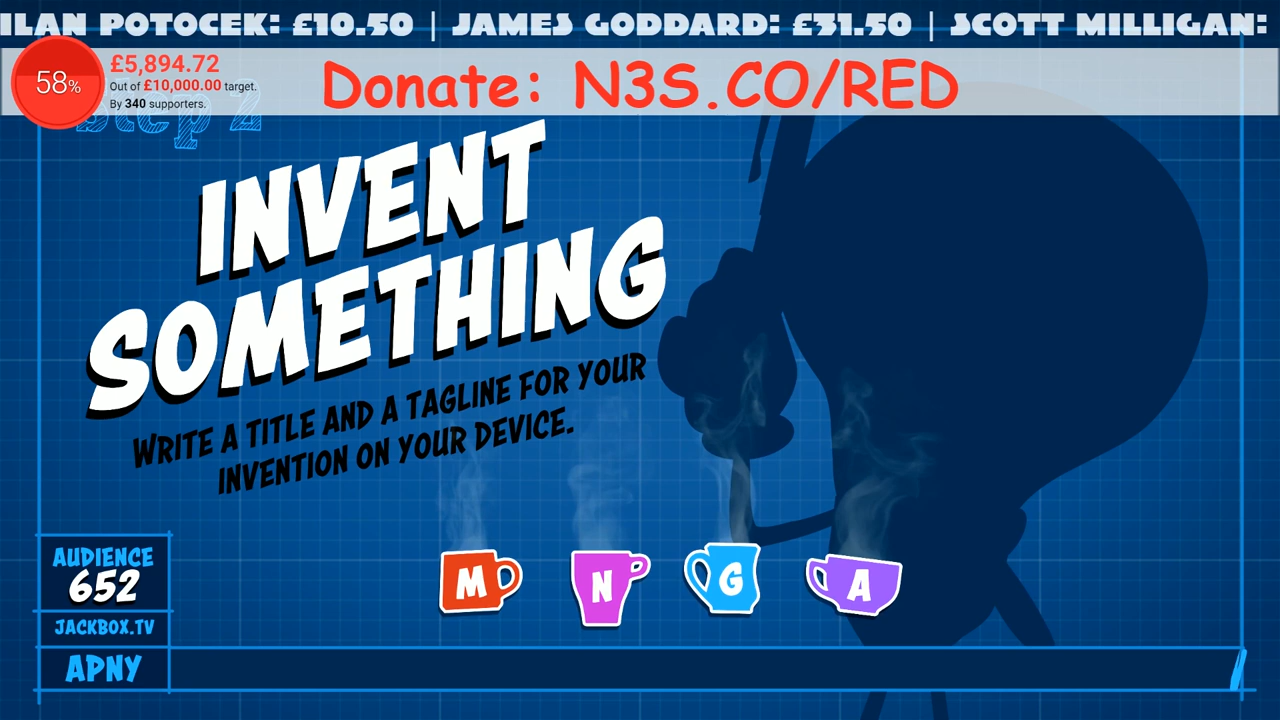 ILAN POTOCEK: £10.50 | JAMES GODDARD: £31.50 | SCOTT MILLIGAN:
58%
£5,894.72
Out of £10,000.00 target.
By 340 supporters.
Donate: N3S.CO/RED
Step 2
INVENT
SOMETHING
WRITE A TITLE AND A TAGLINE FOR YOUR
INVENTION ON YOUR DEVICE.
M N G A
AUDIENCE
652
JACKBOX.TV
APNY